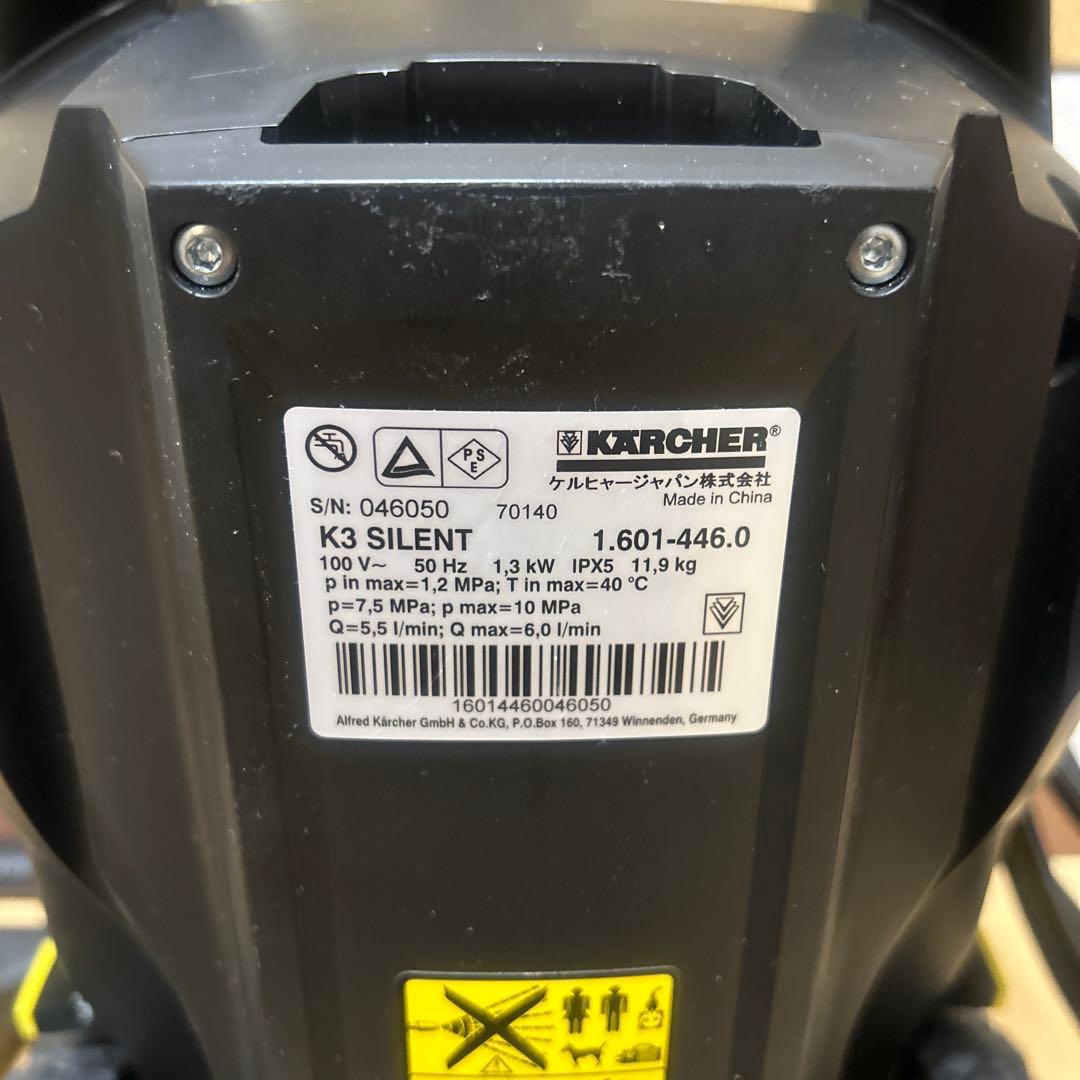 PS
E
KÄRCHER®
ケルヒャージャパン株式会社
Made in China
S/N: 046050 70140
K3 SILENT 1.601-446.0
100 V~ 50 Hz 1,3 kW IPX5 11,9 kg
p in max=1,2 MPa; T in max=40 °C
p=7,5 MPa; p max=10 MPa
Q=5,5 l/min; Q max=6,0 l/min
16014460046050
Alfred Kärcher GmbH & Co.KG, P.O.Box 160, 71349 Winnenden, Germany